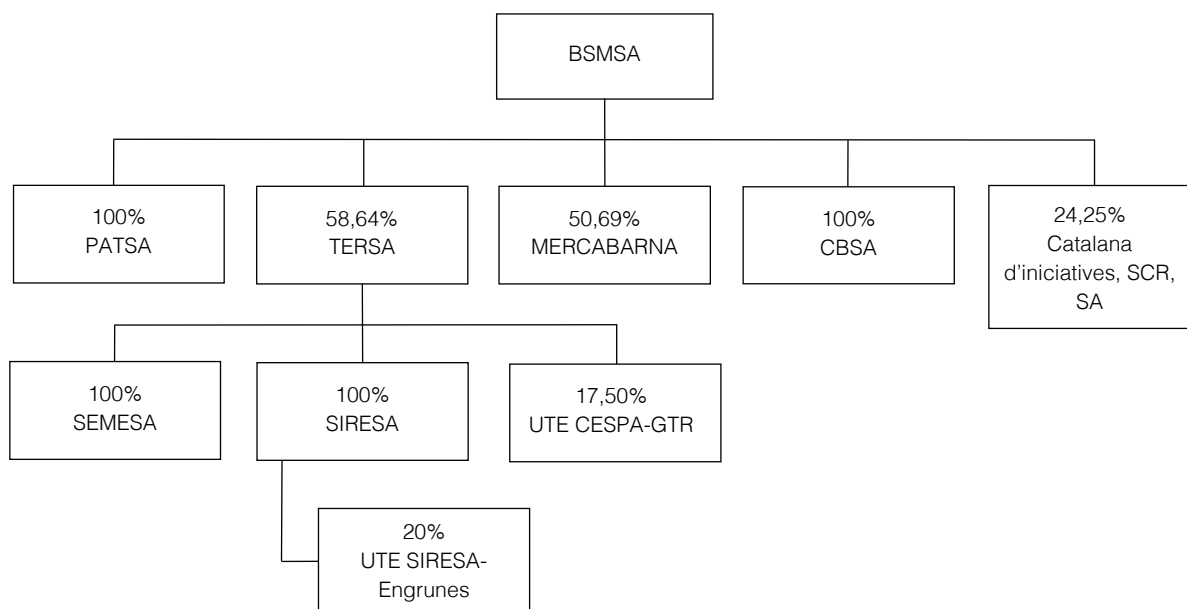 BSMSA
100%
PATSA
58,64%
TERSA
50,69%
MERCABARNA
100%
CBSA
24,25%
Catalana
d'iniciatives, SCR,
SA
100%
SEMESA
100%
SIRESA
17,50%
UTE CESPA-GTR
20%
UTE SIRESA-
Engrunes